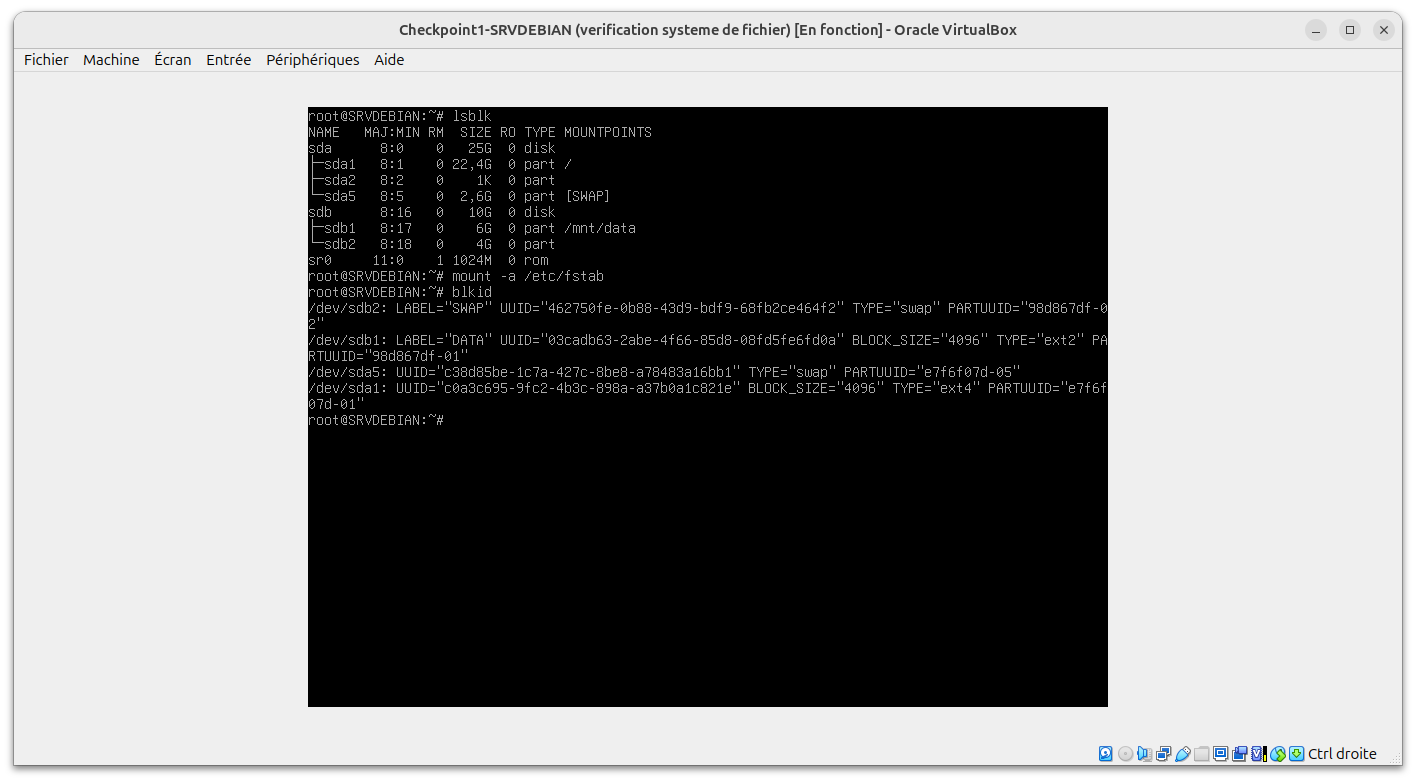 Checkpoint1-SRVDEBIAN (verification systeme de fichier) [En fonction] - Oracle VirtualBox
Fichier Machine Écran Entrée Périphériques Aide
root@SRVDEBIAN:~# lsblk
NAME   MAJ:MIN RM  SIZE RO TYPE MOUNTPOINTS
sda      8:0    0   25G  0 disk
├─sda1   8:1    0 22,4G  0 part /
├─sda2   8:2    0    1K  0 part
└─sda5   8:5    0  2,6G  0 part [SWAP]
sdb      8:16   0   10G  0 disk
├─sdb1   8:17   0    6G  0 part /mnt/data
└─sdb2   8:18   0    4G  0 part
sr0     11:0    1 1024M  0 rom
root@SRVDEBIAN:~# mount -a /etc/fstab
root@SRVDEBIAN:~# blkid
/dev/sdb2: LABEL="SWAP" UUID="462750fe-0b88-43d9-bdf9-68fb2ce464f2" TYPE="swap" PARTUUID="98d867df-0
2"
/dev/sdb1: LABEL="DATA" UUID="03cadb63-2abe-4f66-85d8-08fd5fe6fd0a" BLOCK_SIZE="4096" TYPE="ext2" PA
RTUUID="98d867df-01"
/dev/sda5: UUID="c38d85be-1c7a-427c-8be8-a78483a16bb1" TYPE="swap" PARTUUID="e7f6f07d-05"
/dev/sda1: UUID="c0a3c695-9fc2-4b3c-898a-a37b0a1c821e" BLOCK_SIZE="4096" TYPE="ext4" PARTUUID="e7f6f
07d-01"
root@SRVDEBIAN:~#
Ctrl droite